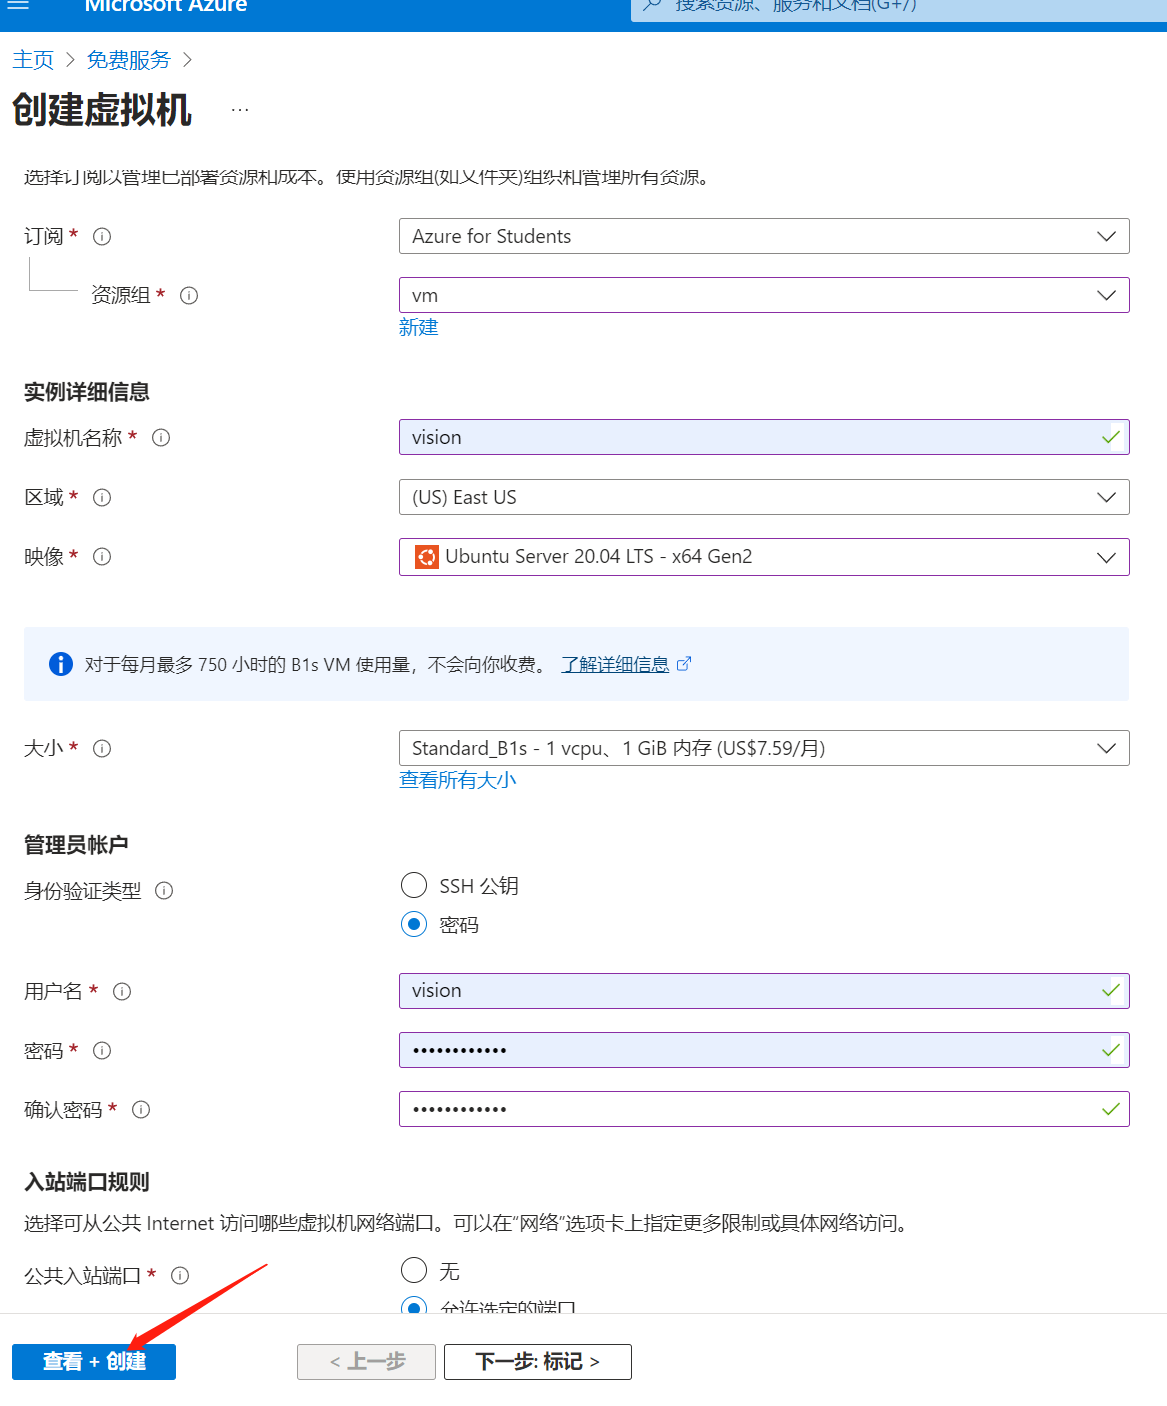 Microsoft Azure
搜索资源、服务和文档(G+/)
主页 > 免费服务 >
创建虚拟机 ...
选择订阅以管理已部署资源和成本。使用资源组(如文件夹)组织和管理所有资源。
订阅 * Azure for Students
资源组 * vm
新建
实例详细信息
虚拟机名称 * vision
区域 * (US) East US
映像 * Ubuntu Server 20.04 LTS - x64 Gen2
对于每月最多 750 小时的 B1s VM 使用量，不会向你收费。 了解详细信息
大小 * Standard_B1s - 1 vcpu、1 GiB 内存 (US$7.59/月)
查看所有大小
管理员帐户
身份验证类型 SSH 公钥
密码
用户名 * vision
密码 * ••••••••••••
确认密码 * ••••••••••••
入站端口规则
选择可从公共 Internet 访问哪些虚拟机网络端口。可以在“网络”选项卡上指定更多限制或具体网络访问。
公共入站端口 * 无
允许选定的端口
查看 + 创建 < 上一步 下一步: 标记 >